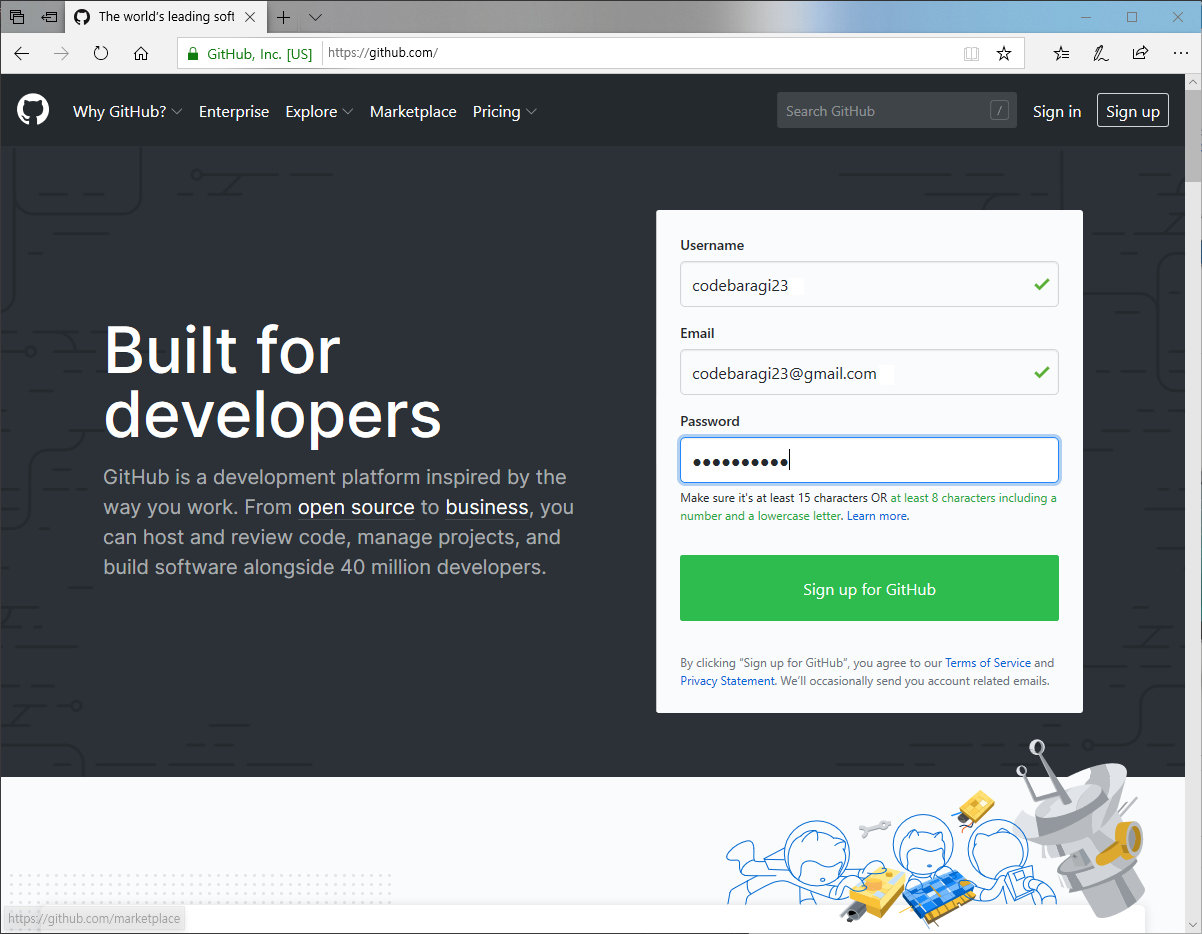 The world's leading soft
GitHub, Inc. [US]
https://github.com/
Why GitHub?
Enterprise
Explore
Marketplace
Pricing
Search GitHub
/
Sign in
Sign up
Built for
developers
GitHub is a development platform inspired by the
way you work. From open source to business, you
can host and review code, manage projects, and
build software alongside 40 million developers.
Username
codebaragi23
Email
codebaragi23@gmail.com
Password
●●●●●●●●●●
Make sure it's at least 15 characters OR at least 8 characters including a
number and a lowercase letter. Learn more.
Sign up for GitHub
By clicking “Sign up for GitHub”, you agree to our Terms of Service and
Privacy Statement. We’ll occasionally send you account related emails.
https://github.com/marketplace